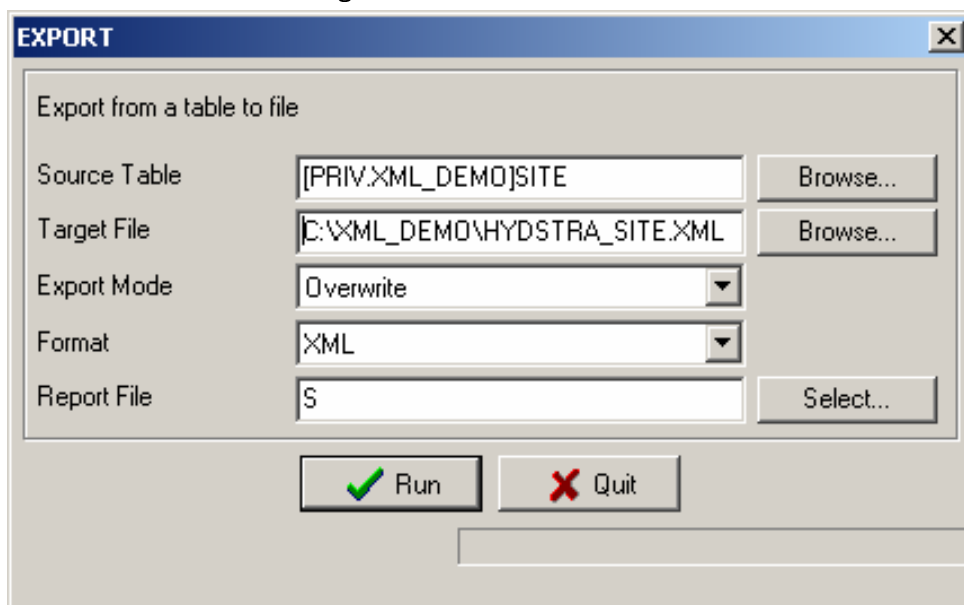 EXPORT
Export from a table to file
Source Table [PRIV.XML_DEMO]SITE Browse...
Target File C:\XML_DEMO\HYDSTRA_SITE.XML Browse...
Export Mode Overwrite
Format XML
Report File S Select...
Run Quit